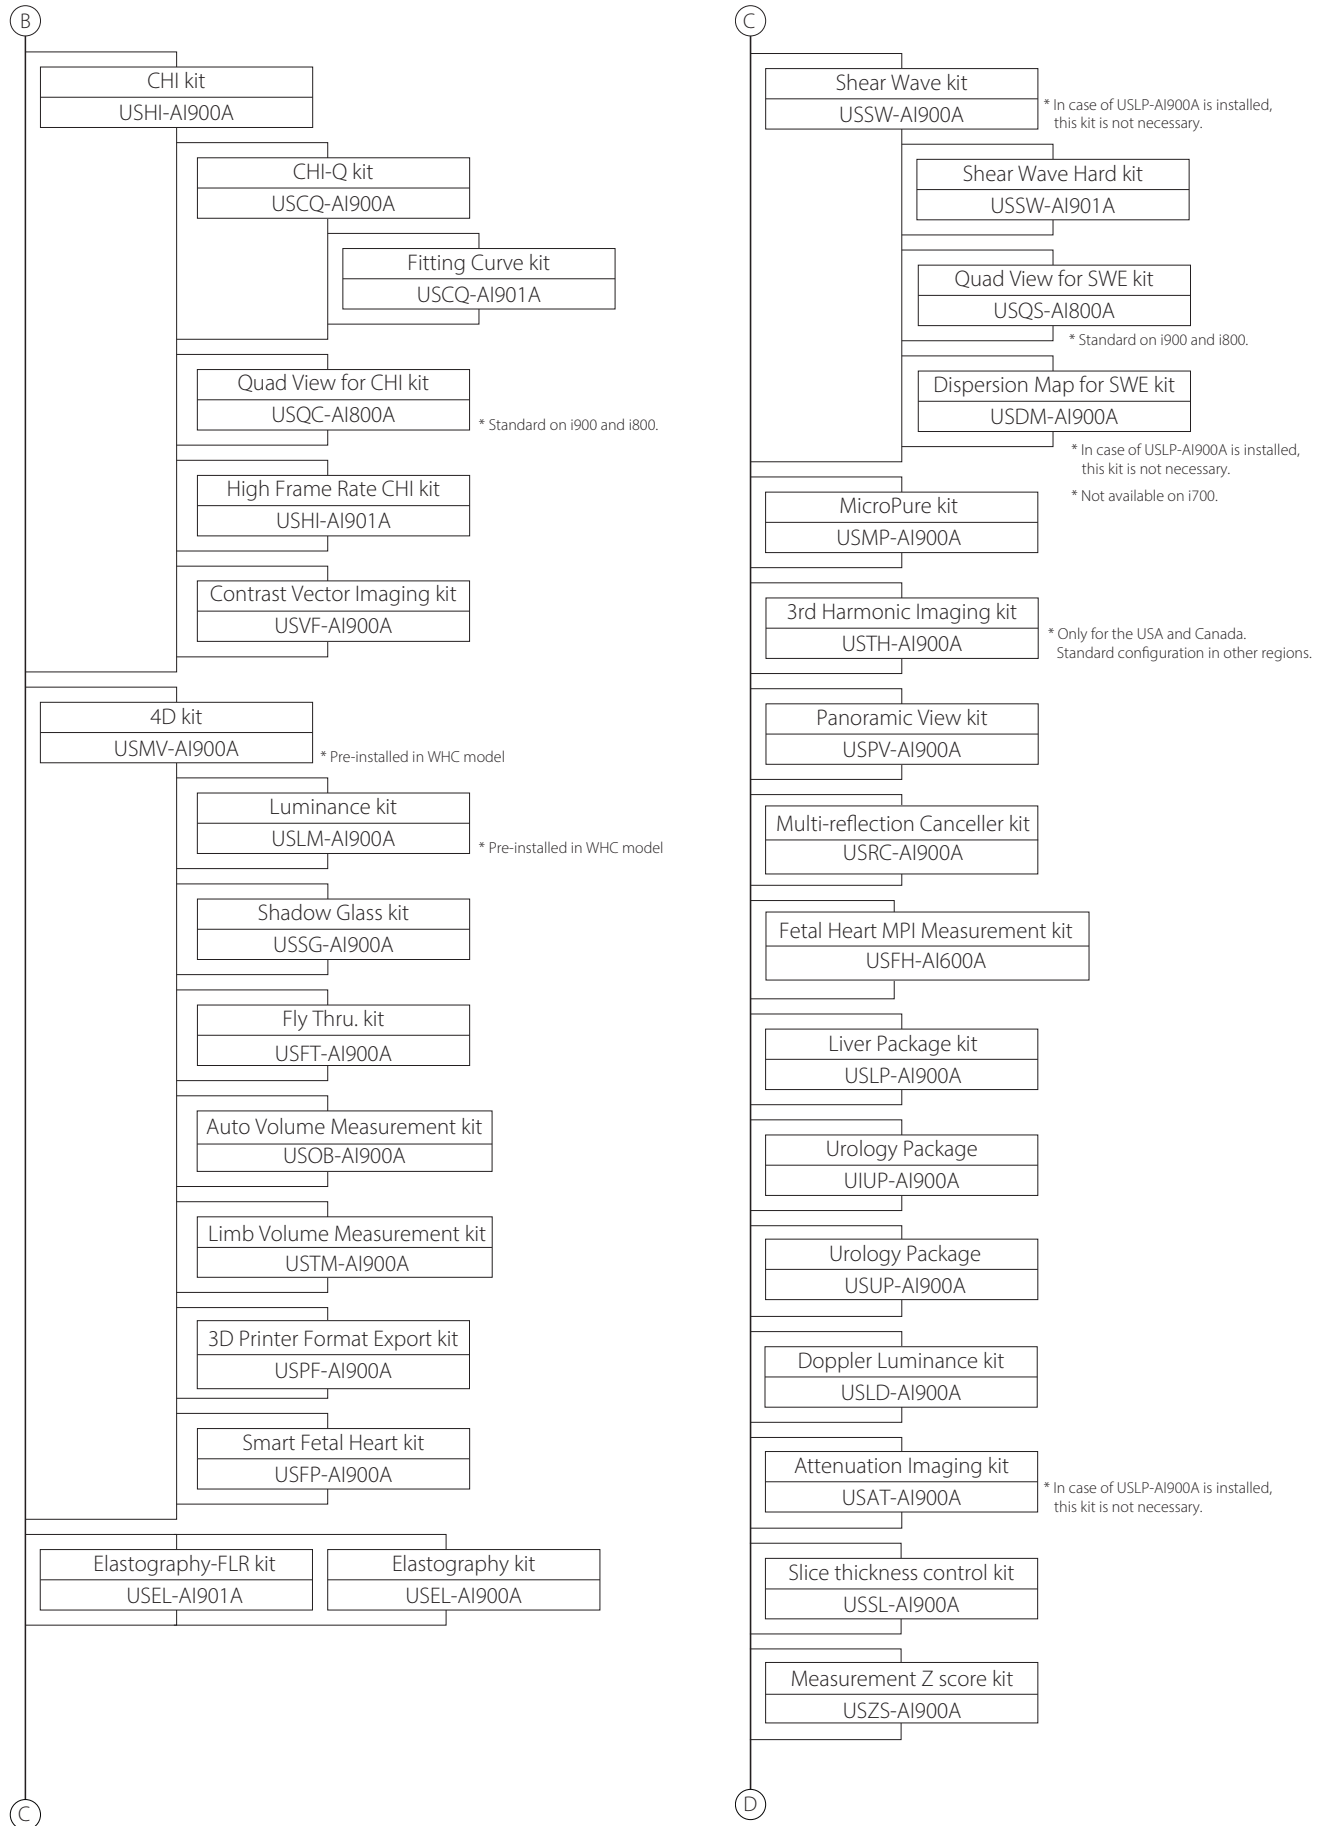 B
CHI kit
USHI-AI900A
CHI-Q kit
USCQ-AI900A
Fitting Curve kit
USCQ-AI901A
Quad View for CHI kit
USQC-AI800A
* Standard on i900 and i800.
High Frame Rate CHI kit
USHI-AI901A
Contrast Vector Imaging kit
USVF-AI900A
4D kit
USMV-AI900A
* Pre-installed in WHC model
Luminance kit
USLM-AI900A
* Pre-installed in WHC model
Shadow Glass kit
USSG-AI900A
Fly Thru. kit
USFT-AI900A
Auto Volume Measurement kit
USOB-AI900A
Limb Volume Measurement kit
USTM-AI900A
3D Printer Format Export kit
USPF-AI900A
Smart Fetal Heart kit
USFP-AI900A
Elastography-FLR kit
USEL-AI901A
Elastography kit
USEL-AI900A
C
C
Shear Wave kit
USSW-AI900A
* In case of USLP-AI900A is installed,
this kit is not necessary.
Shear Wave Hard kit
USSW-AI901A
Quad View for SWE kit
USQS-AI800A
* Standard on i900 and i800.
Dispersion Map for SWE kit
USDM-AI900A
* In case of USLP-AI900A is installed,
this kit is not necessary.
* Not available on i700.
MicroPure kit
USMP-AI900A
3rd Harmonic Imaging kit
USTH-AI900A
* Only for the USA and Canada.
Standard configuration in other regions.
Panoramic View kit
USPV-AI900A
Multi-reflection Canceller kit
USRC-AI900A
Fetal Heart MPI Measurement kit
USFH-AI600A
Liver Package kit
USLP-AI900A
Urology Package
UIUP-AI900A
Urology Package
USUP-AI900A
Doppler Luminance kit
USLD-AI900A
Attenuation Imaging kit
USAT-AI900A
* In case of USLP-AI900A is installed,
this kit is not necessary.
Slice thickness control kit
USSL-AI900A
Measurement Z score kit
USZS-AI900A
D